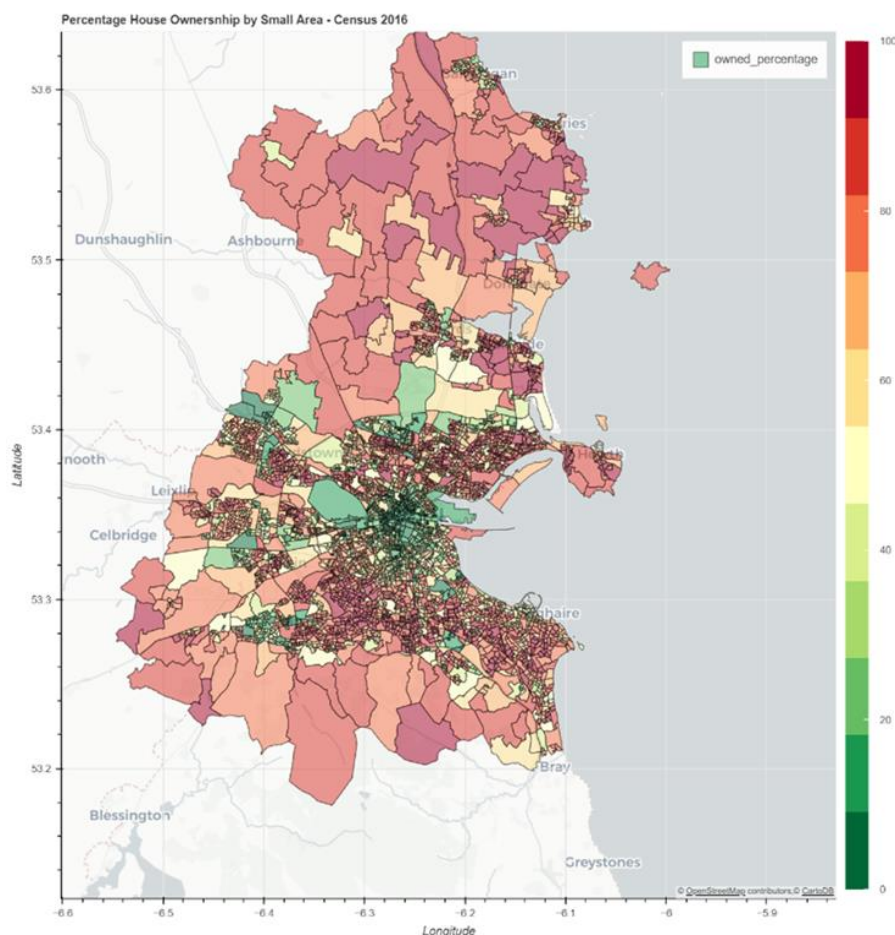 Percentage House Ownersnhip by Small Area - Census 2016
owned_percentage
100
80
60
40
20
0
53.6
53.5
53.4
53.3
53.2
Latitude
-6.6
-6.5
-6.4
-6.3
-6.2
-6.1
-6
-5.9
Longitude
Dunshaughlin
Ashbourne
nooth
Leixlip
Celbridge
Blessington
Bray
Greystones
© OpenStreetMap contributors,© CartoDB